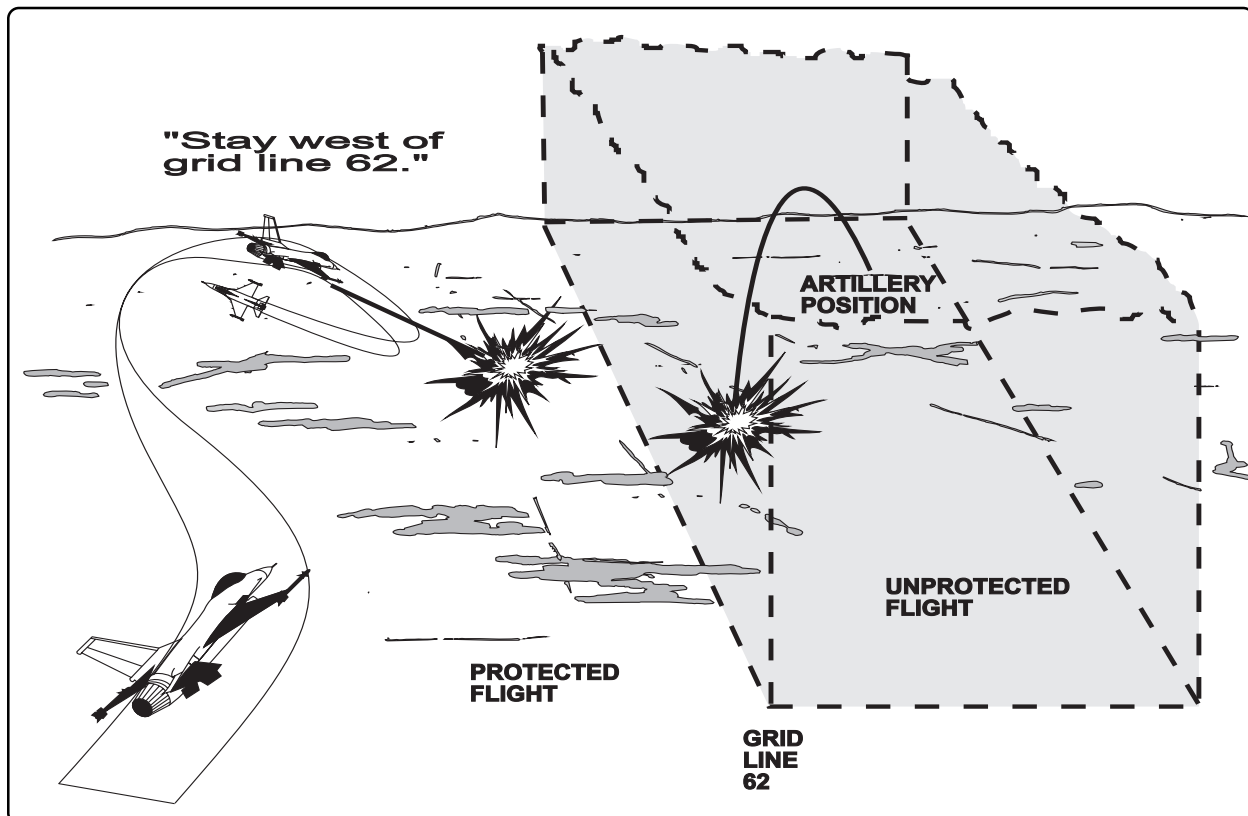 "Stay west of
grid line 62."
ARTILLERY
POSITION
UNPROTECTED
FLIGHT
PROTECTED
FLIGHT
GRID
LINE
62